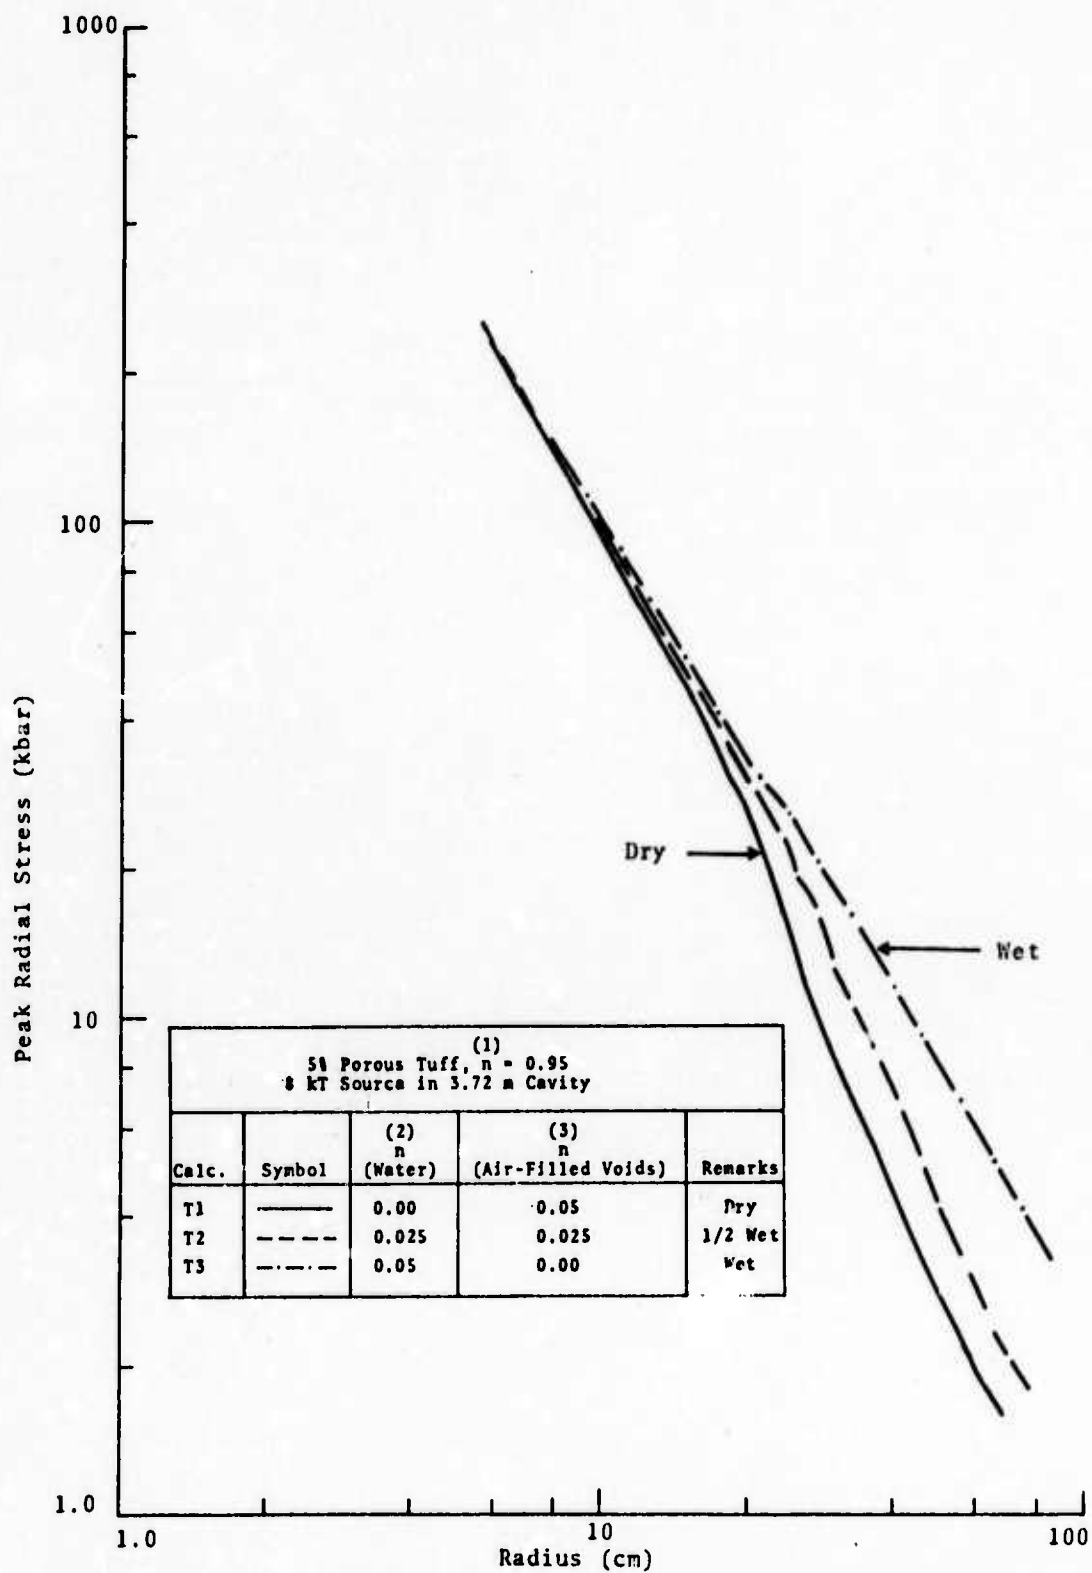 1000
100
10
1.0
Peak Radial Stress (kbar)
Dry
Wet
(1)
5% Porous Tuff, n = 0.95
8 kT Source in 3.72 m Cavity
Calc. Symbol (2) n (Water) (3) n (Air-Filled Voids) Remarks
T1 0.00 0.05 Dry
T2 0.025 0.025 1/2 Wet
T3 0.05 0.00 Wet
1.0 10 100
Radius (cm)